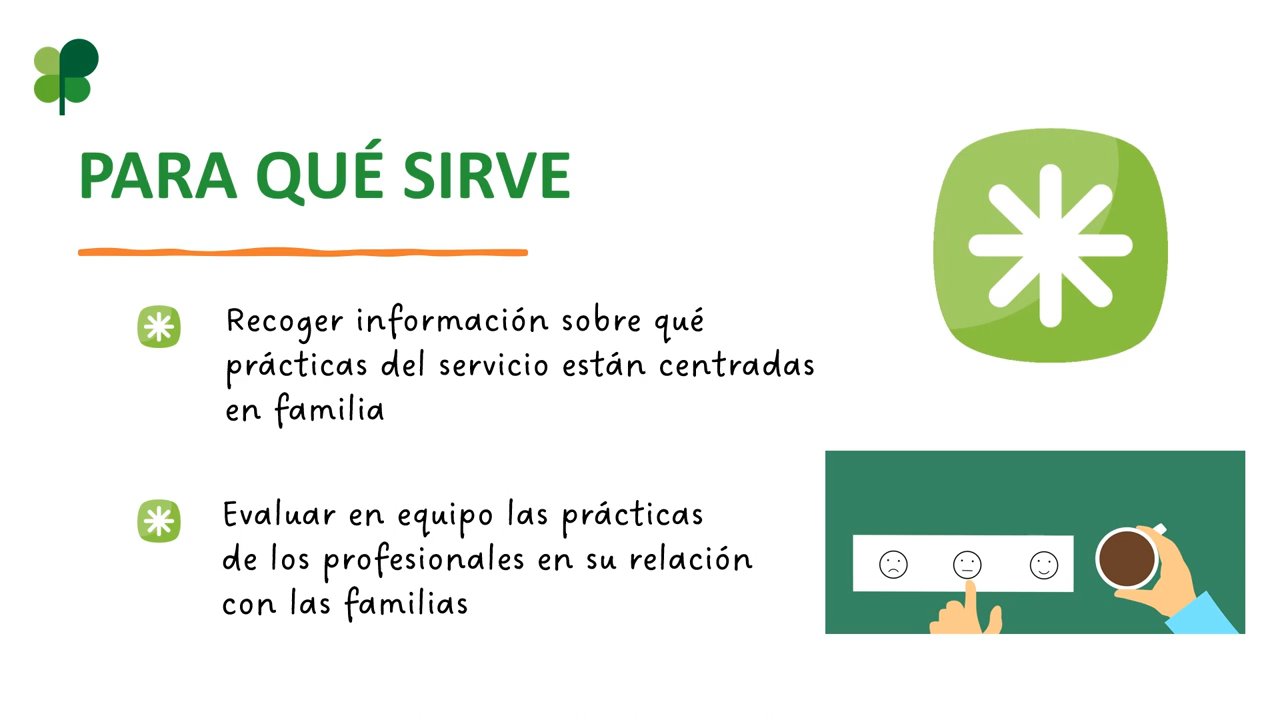 PARA QUÉ SIRVE
Recoger información sobre qué
prácticas del servicio están centradas
en familia
Evaluar en equipo las prácticas
de los profesionales en su relación
con las familias